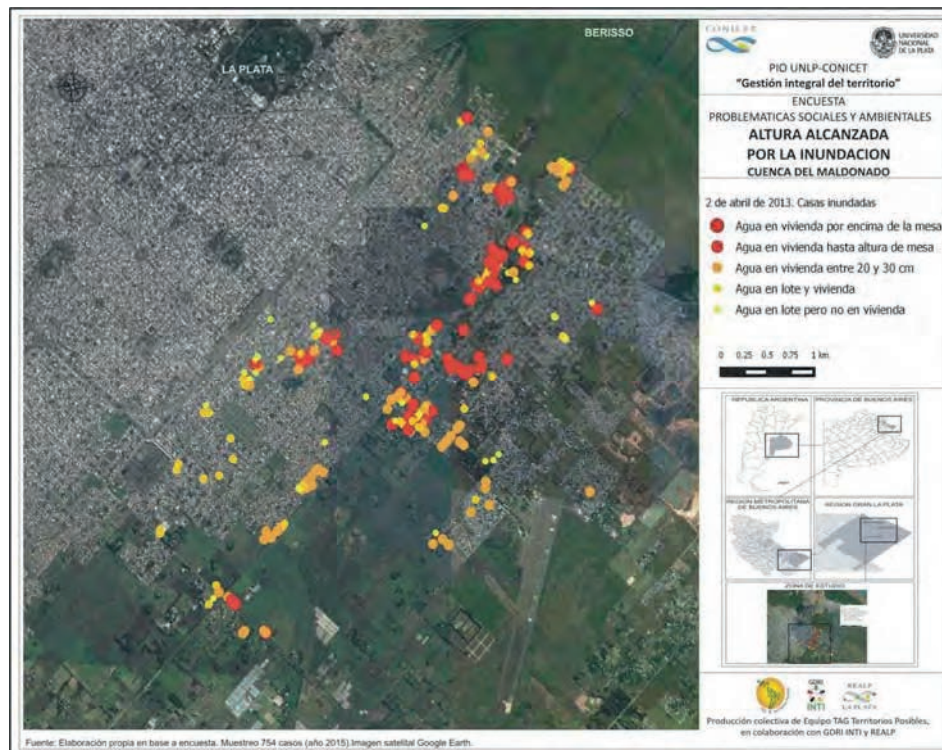 BERISSO
LA PLATA
UNIVERSIDAD
NACIONAL
DE LA PLATA
PIO UNLP-CONICET
“Gestión integral del territorio”
ENCUESTA
PROBLEMATICAS SOCIALES Y AMBIENTALES
ALTURA ALCANZADA
POR LA INUNDACION
CUENCA DEL MALDONADO
2 de abril de 2013. Casas inundadas
Agua en vivienda por encima de la mesa
Agua en vivienda hasta altura de mesa
Agua en vivienda entre 20 y 30 cm
Agua en lote y vivienda
Agua en lote pero no en vivienda
0 0.25 0.5 0.75 1 km
REPUBLICA ARGENTINA
PROVINCIA DE BUENOS AIRES
REGION METROPOLITANA
DE BUENOS AIRES
REGION GRAN LA PLATA
ZONA DE ESTUDIO
GDRI
INTI
REALP
LA PLATA
Producción colectiva de Equipo TAG Territorios Posibles,
en colaboración con GDRI INTI y REALP
Fuente: Elaboración propia en base a encuesta. Muestreo 754 casos (año 2015).Imagen satelital Google Earth.